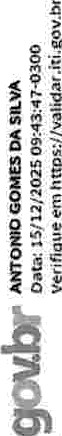 gov.br
ANTONIO GOMES DA SILVA
Data: 15/12/2025 09:43:47-0300
Verifique em https://validar.iti.gov.br